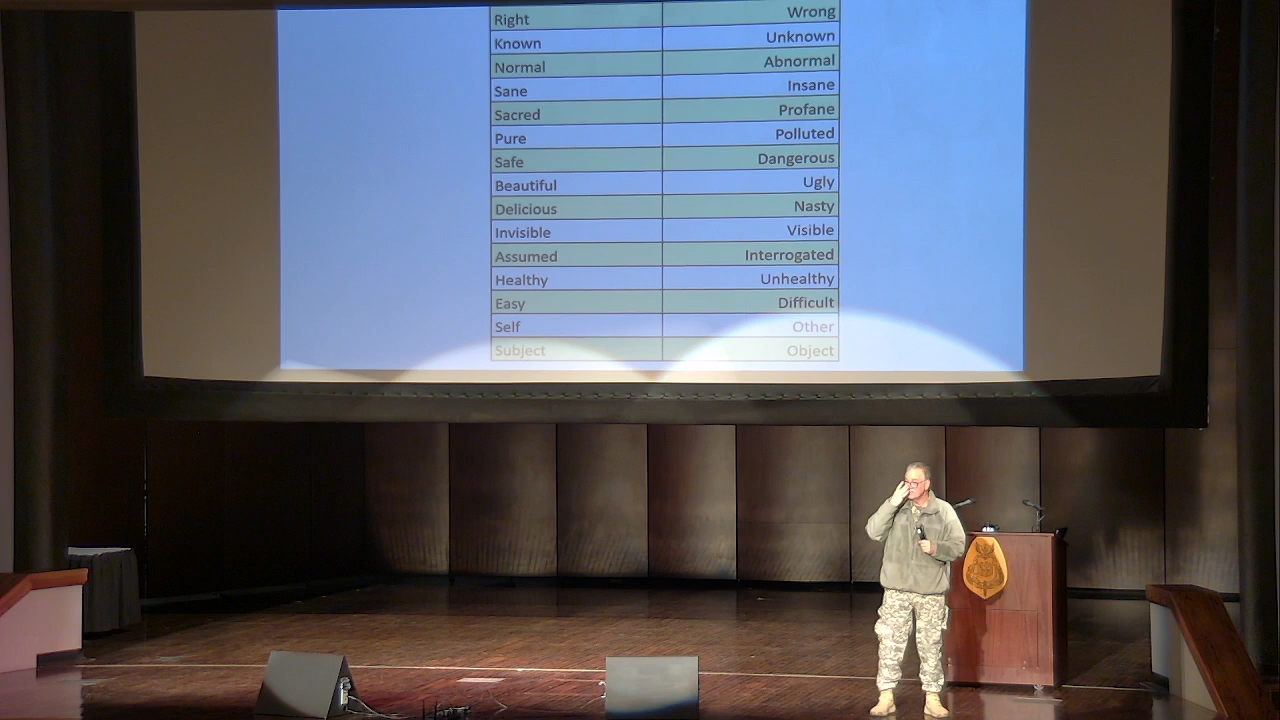 Right Wrong
Known Unknown
Normal Abnormal
Sane Insane
Sacred Profane
Pure Polluted
Safe Dangerous
Beautiful Ugly
Delicious Nasty
Invisible Visible
Assumed Interrogated
Healthy Unhealthy
Easy Difficult
Self Other
Subject Object